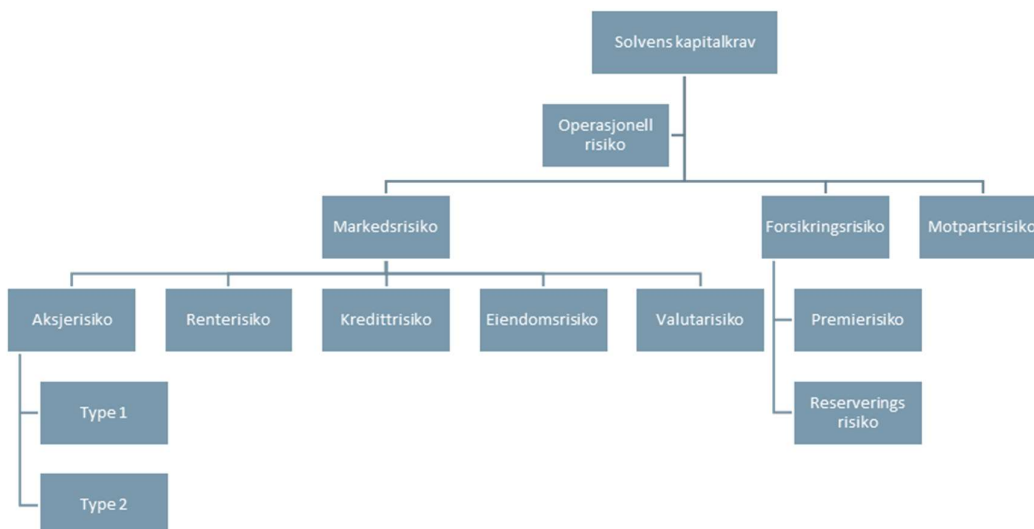 Solvens kapitalkrav
Operasjonell
risiko
Markedsrisiko
Forsikringsrisiko
Motpartsrisiko
Aksjerisiko
Renterisiko
Kredittrisiko
Eiendomsrisiko
Valutarisiko
Premierisiko
Type 1
Reserverings
risiko
Type 2